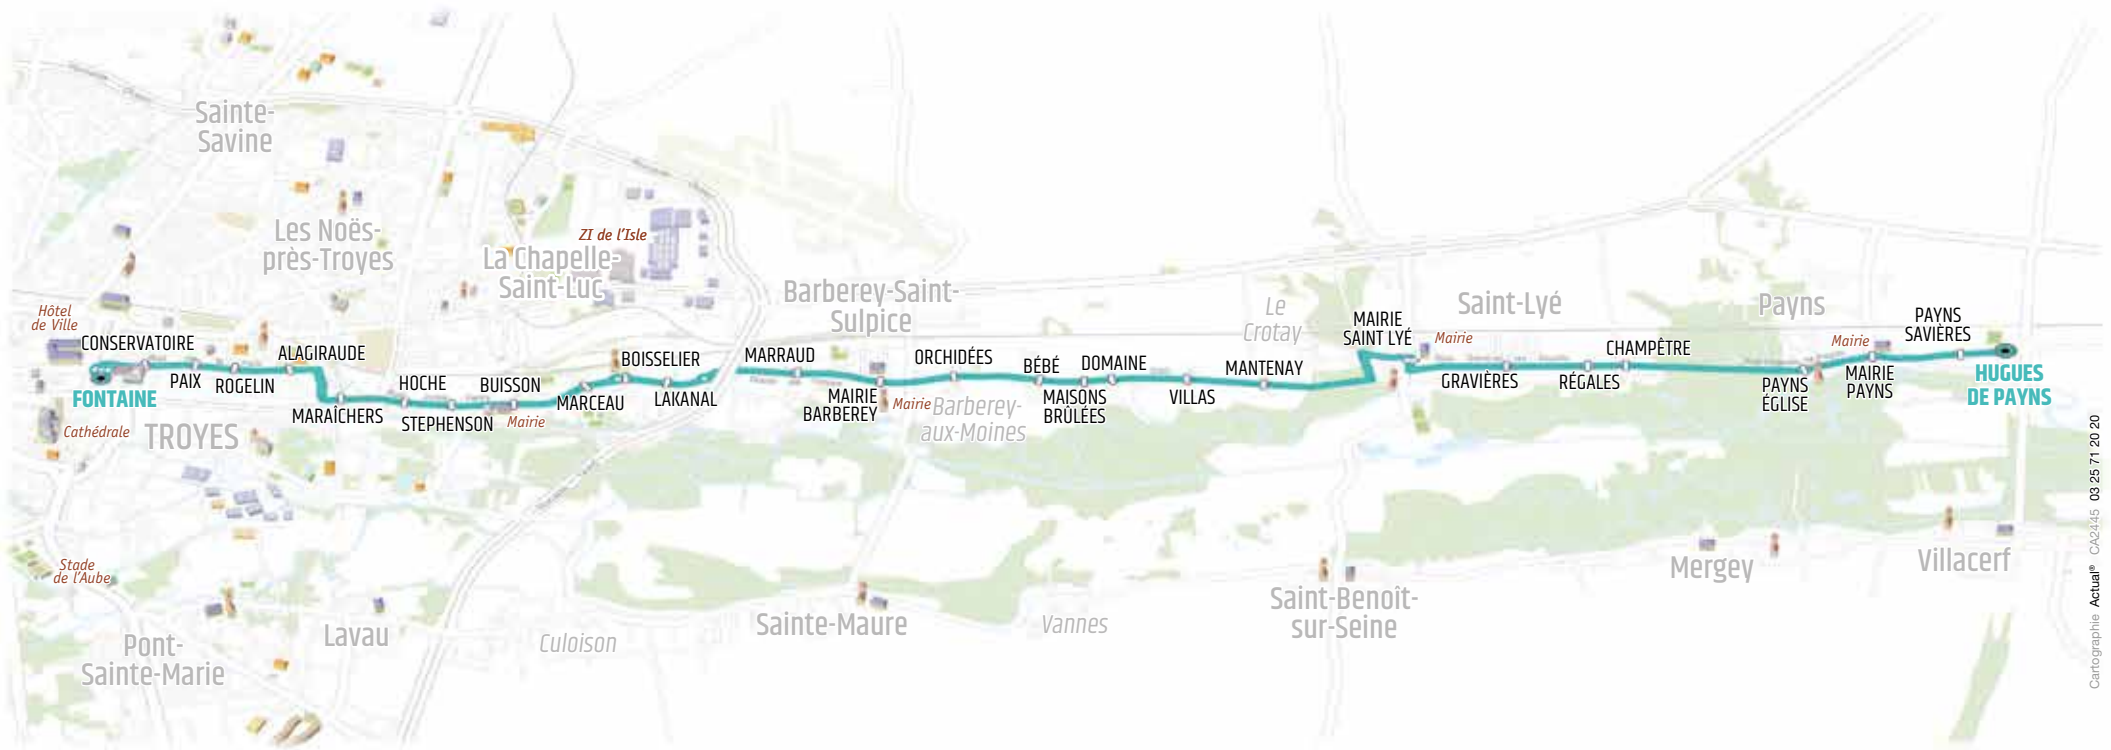 Sainte-
Savine
Les Noës-
près-Troyes
La Chapelle-
Saint-Luc
ZI de l'Isle
Barberey-Saint-
Sulpice
Le
Crotay
Saint-Lyé
Payns
Hôtel
de Ville
CONSERVATOIRE
FONTAINE
PAIX
ROGELIN
ALAGIRAUDE
MARAÎCHERS
HOCHE
STEPHENSON
BUISSON
Mairie
MARCEAU
BOISSELIER
LAKANAL
MARRAUD
MAIRIE
BARBEREY
Mairie
ORCHIDÉES
Barberey-
aux-Moines
BÉBÉ
MAISONS
BRÛLÉES
DOMAINE
VILLAS
MANTENAY
MAIRIE
SAINT LYÉ
Mairie
GRAVIÈRES
RÉGALES
CHAMPÊTRE
PAYNS
ÉGLISE
Mairie
MAIRIE
PAYNS
PAYNS
SAVIÈRES
HUGUES
DE PAYNS
Cathédrale
TROYES
Stade
de l'Aube
Pont-
Sainte-Marie
Lavau
Culoison
Sainte-Maure
Vannes
Saint-Benoît-
sur-Seine
Mergey
Villacerf
Cartographie Actual® CA2445 03 25 71 20 20